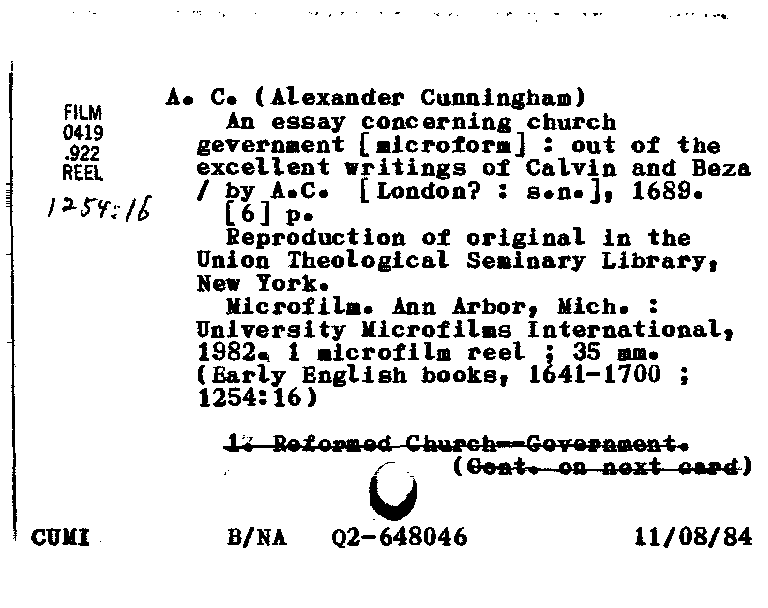 A. C. (Alexander Cunningham)
FILM
0419
.922
REEL
1254:16
An essay concerning church
gevernment [microform] : out of the
excellent writings of Calvin and Beza
/ by A.C. [London? : s.n.], 1689.
[6] p.
Reproduction of original in the
Union Theological Seminary Library,
New York.
Microfilm. Ann Arbor, Mich. :
University Microfilms International,
1982. 1 microfilm reel ; 35 mm.
(Early English books, 1641-1700 ;
1254:16)
1. Reformed Church--Government.
(Cont. on next card)
CUMI B/NA Q2-648046 11/08/84